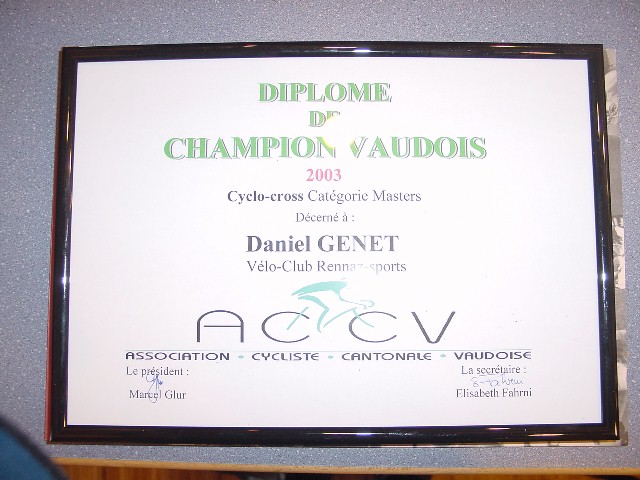 DIPLOME
DE
CHAMPION VAUDOIS
2003
Cyclo-cross Catégorie Masters
Décerné à :
Daniel GENET
Vélo-Club Rennaz-sports
ACCV
ASSOCIATION • CYCLISTE • CANTONALE • VAUDOISE
Le président :
La secrétaire :
Marcel Glur
Elisabeth Fahrni